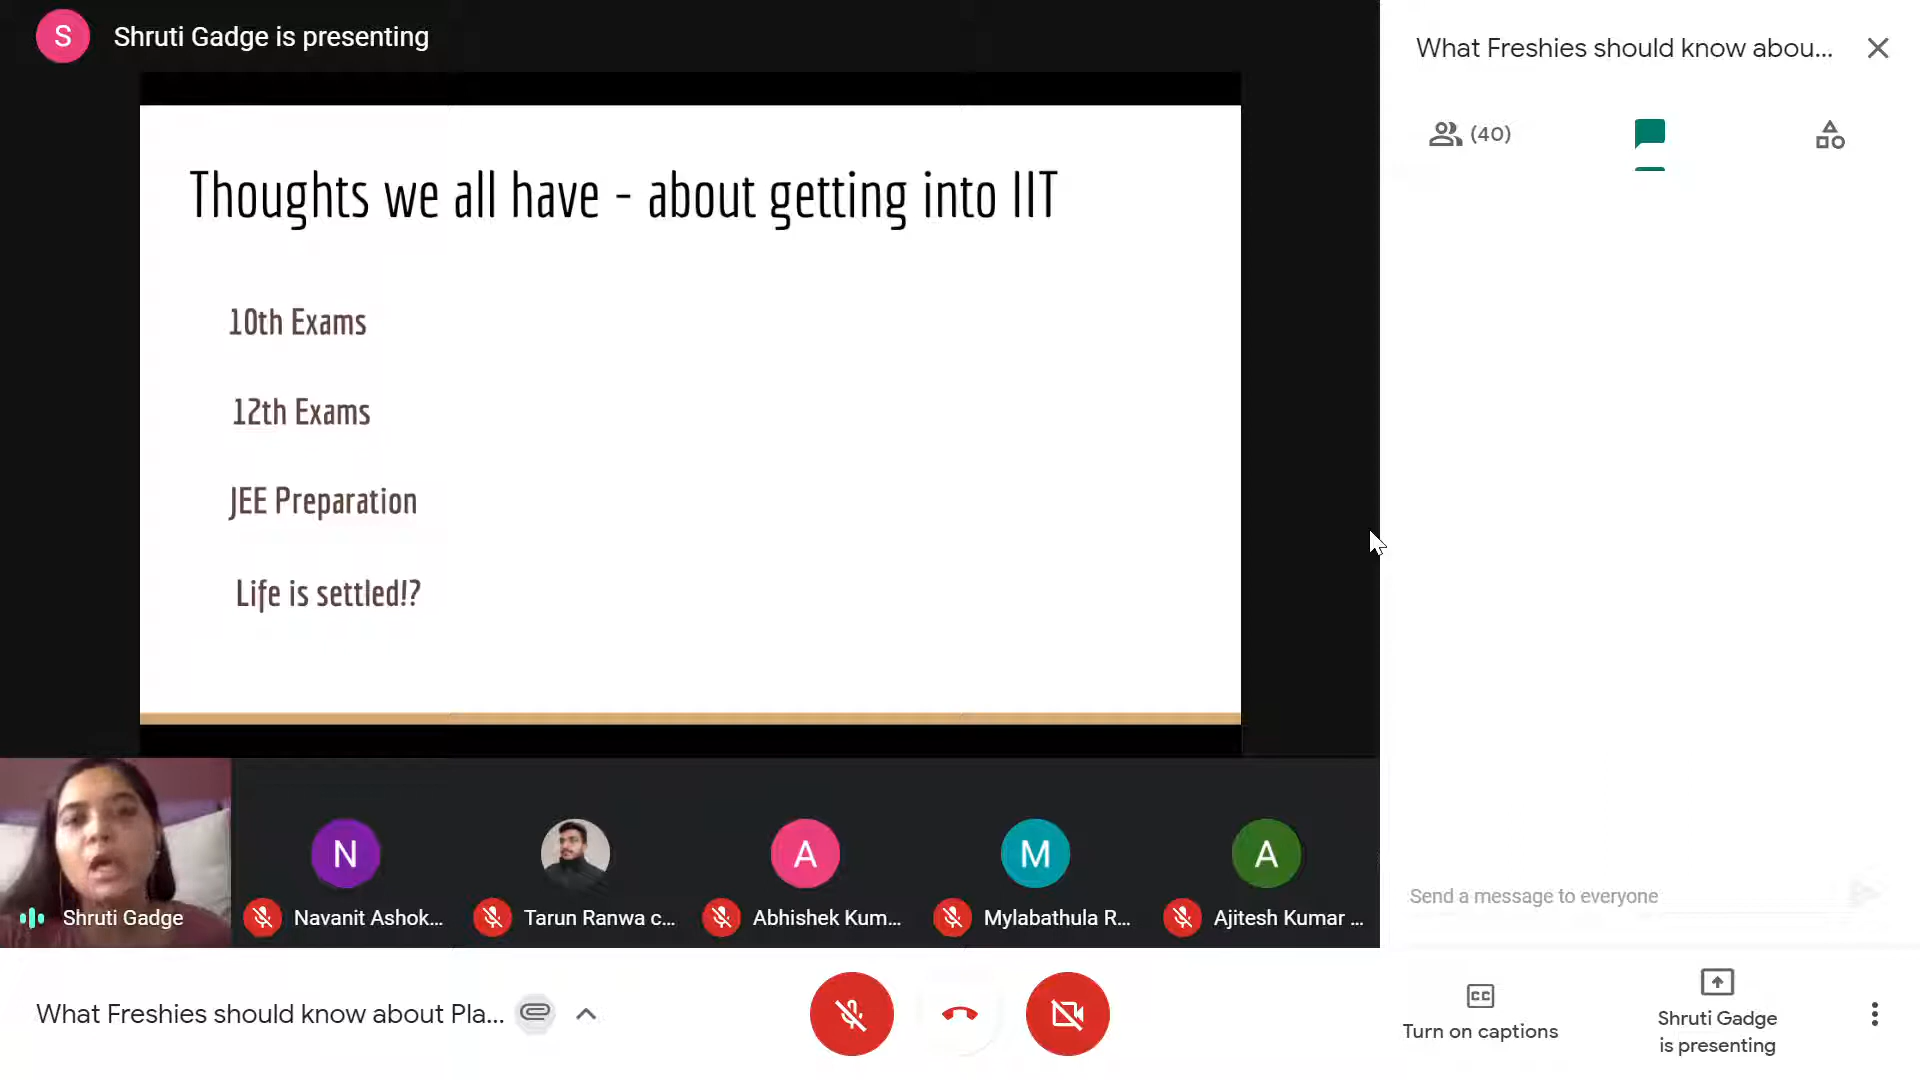 S
Shruti Gadge is presenting
What Freshies should know abou...
(40)
Thoughts we all have - about getting into IIT
10th Exams
12th Exams
JEE Preparation
Life is settled!?
N
A
M
A
Shruti Gadge
Navanit Ashok...
Tarun Ranwa c...
Abhishek Kum...
Mylabathula R...
Ajitesh Kumar ...
Send a message to everyone
What Freshies should know about Pla...
CC
Turn on captions
Shruti Gadge
is presenting